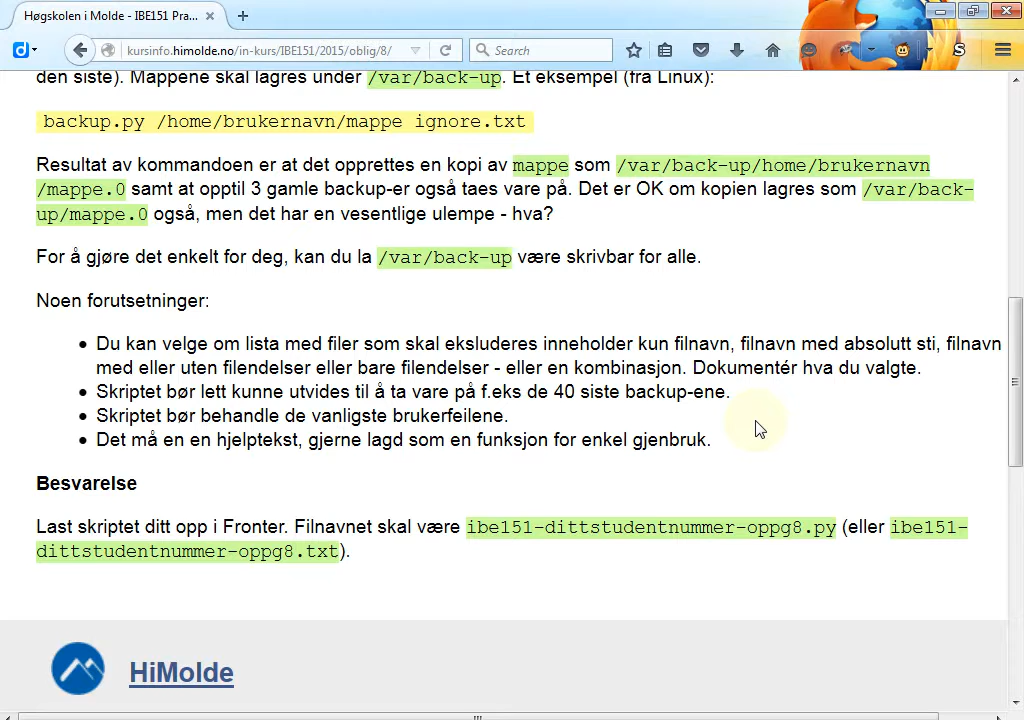 Høgskolen i Molde - IBE151 Pra...
kursinfo.himolde.no/in-kurs/IBE151/2015/oblig/8/
Search
den siste). Mappene skal lagres under /var/back-up. Et eksempel (fra Linux):
backup.py /home/brukernavn/mappe ignore.txt
Resultat av kommandoen er at det opprettes en kopi av mappe som /var/back-up/home/brukernavn
/mappe.0 samt at opptil 3 gamle backup-er også taes vare på. Det er OK om kopien lagres som /var/back-
up/mappe.0 også, men det har en vesentlige ulempe - hva?
For å gjøre det enkelt for deg, kan du la /var/back-up være skrivbar for alle.
Noen forutsetninger:
• Du kan velge om lista med filer som skal eksluderes inneholder kun filnavn, filnavn med absolutt sti, filnavn
med eller uten filendelser eller bare filendelser - eller en kombinasjon. Dokumentér hva du valgte.
• Skriptet bør lett kunne utvides til å ta vare på f.eks de 40 siste backup-ene.
• Skriptet bør behandle de vanligste brukerfeilene.
• Det må en en hjelptekst, gjerne lagd som en funksjon for enkel gjenbruk.
Besvarelse
Last skriptet ditt opp i Fronter. Filnavnet skal være ibe151-dittstudentnummer-oppg8.py (eller ibe151-
dittstudentnummer-oppg8.txt).
HiMolde